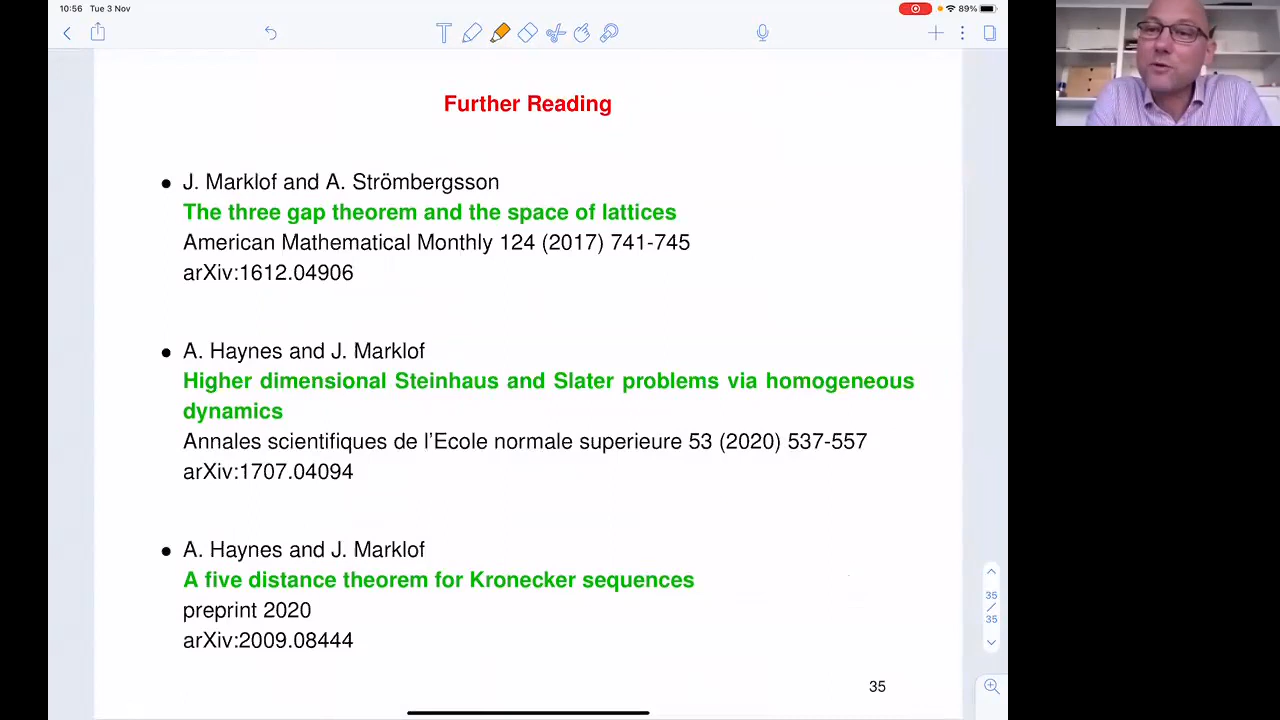 10:56 Tue 3 Nov
89%
T
Further Reading
• J. Marklof and A. Strömbergsson
The three gap theorem and the space of lattices
American Mathematical Monthly 124 (2017) 741-745
arXiv:1612.04906
• A. Haynes and J. Marklof
Higher dimensional Steinhaus and Slater problems via homogeneous
dynamics
Annales scientifiques de l'Ecole normale superieure 53 (2020) 537-557
arXiv:1707.04094
• A. Haynes and J. Marklof
A five distance theorem for Kronecker sequences
preprint 2020
arXiv:2009.08444
35
/
35
35